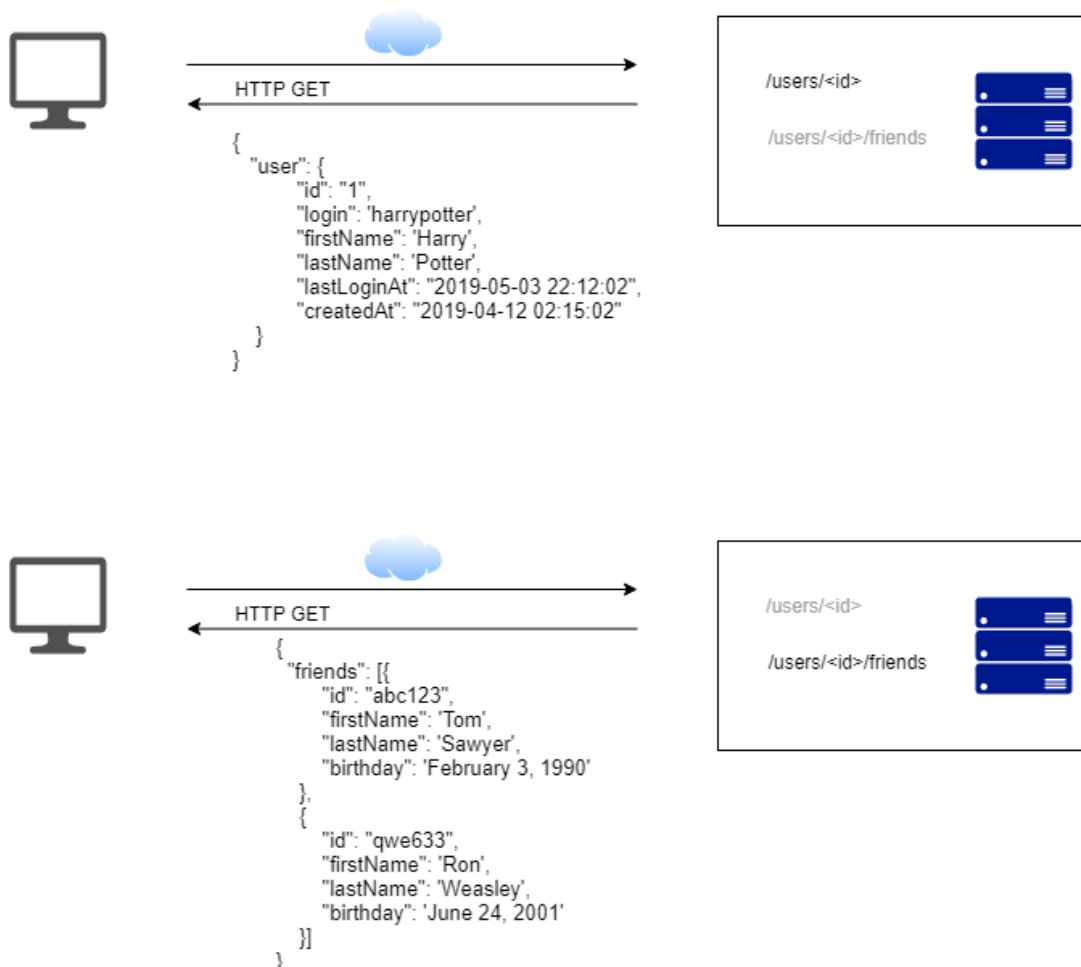 HTTP GET
/users/<id>
/users/<id>/friends
{
"user": {
"id": "1",
"login": 'harrypotter',
"firstName": 'Harry',
"lastName": 'Potter',
"lastLoginAt": "2019-05-03 22:12:02",
"createdAt": "2019-04-12 02:15:02"
}
}
HTTP GET
/users/<id>
/users/<id>/friends
{
"friends": [{
"id": "abc123",
"firstName": 'Tom',
"lastName": 'Sawyer',
"birthday": 'February 3, 1990'
},
{
"id": "qwe633",
"firstName": 'Ron',
"lastName": 'Weasley',
"birthday": 'June 24, 2001'
}]
}